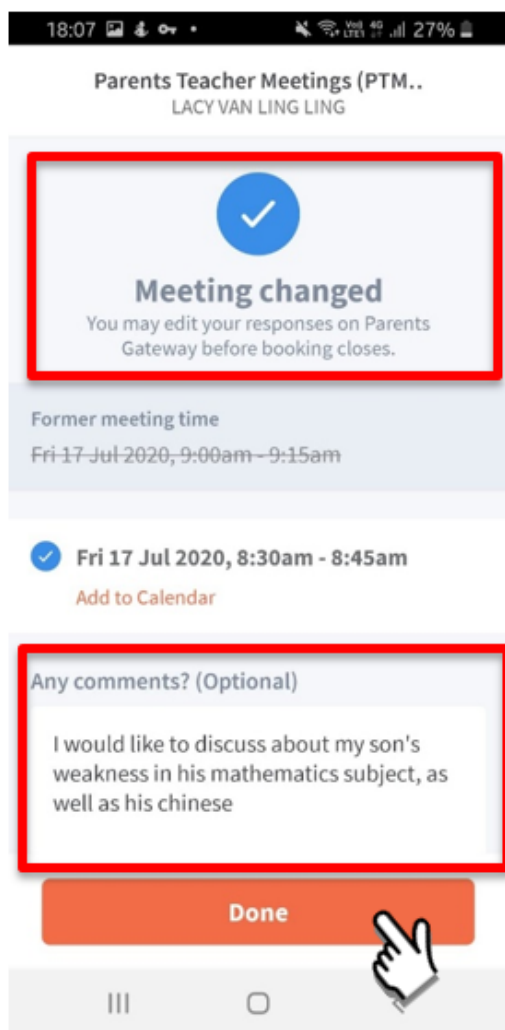 18:07 27%
Parents Teacher Meetings (PTM..
LACY VAN LING LING
Meeting changed
You may edit your responses on Parents
Gateway before booking closes.
Former meeting time
Fri 17 Jul 2020, 9:00am - 9:15am
Fri 17 Jul 2020, 8:30am - 8:45am
Add to Calendar
Any comments? (Optional)
I would like to discuss about my son's
weakness in his mathematics subject, as
well as his chinese
Done